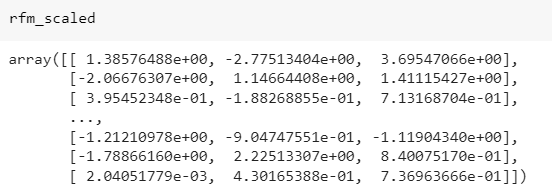 rfm_scaled
array([[ 1.38576488e+00, -2.77513404e+00,  3.69547066e+00],
       [-2.06676307e+00,  1.14664408e+00,  1.41115427e+00],
       [ 3.95452348e-01, -1.88268855e-01,  7.13168704e-01],
       ...,
       [-1.21210978e+00, -9.04747551e-01, -1.11904340e+00],
       [-1.78866160e+00,  2.22513307e+00,  8.40075170e-01],
       [ 2.04051779e-03,  4.30165388e-01,  7.36963666e-01]])